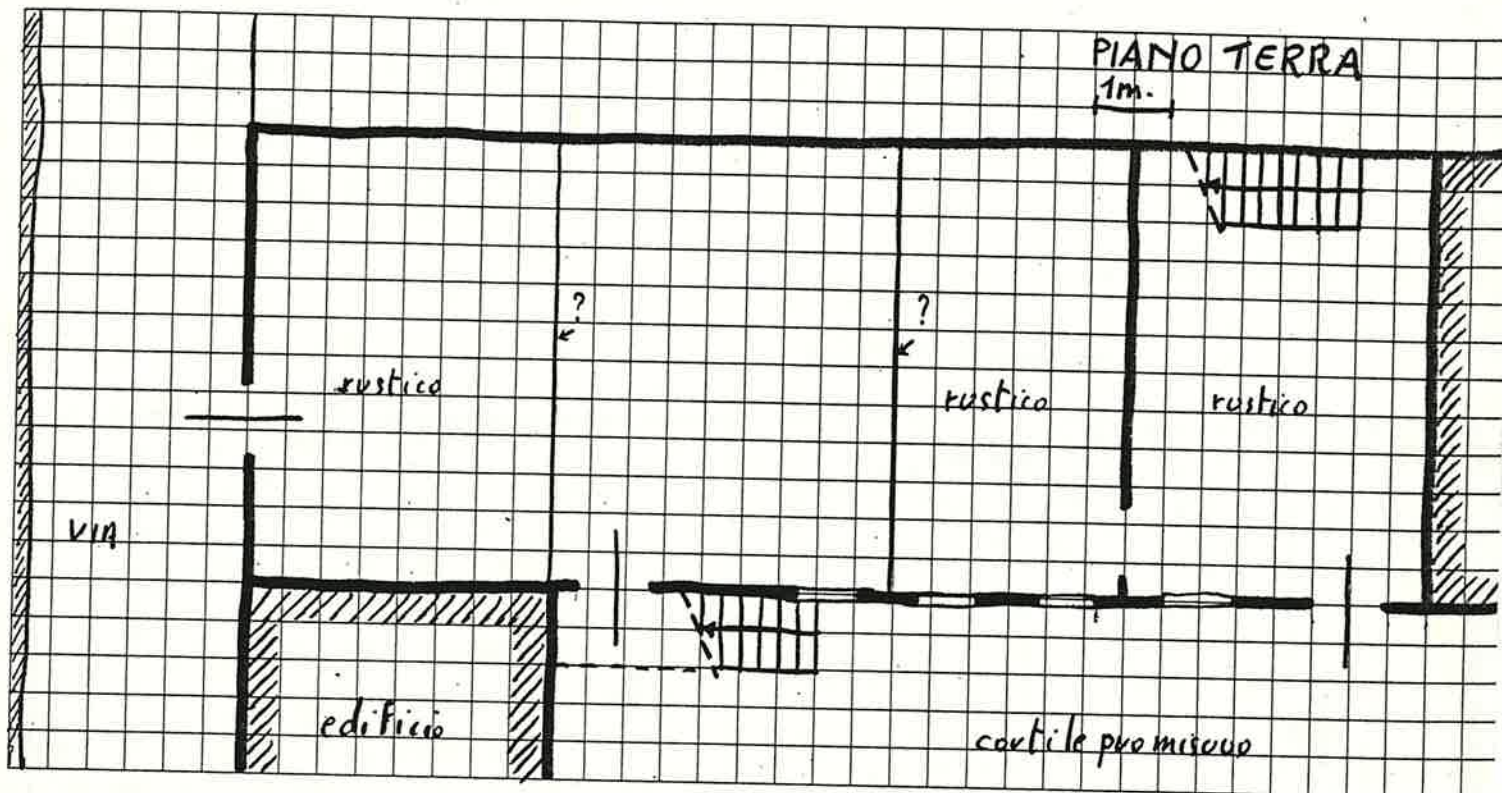 PIANO TERRA
1m.
?
?
rustico
rustico
rustico
VIA
edificio
cortile promiscuo